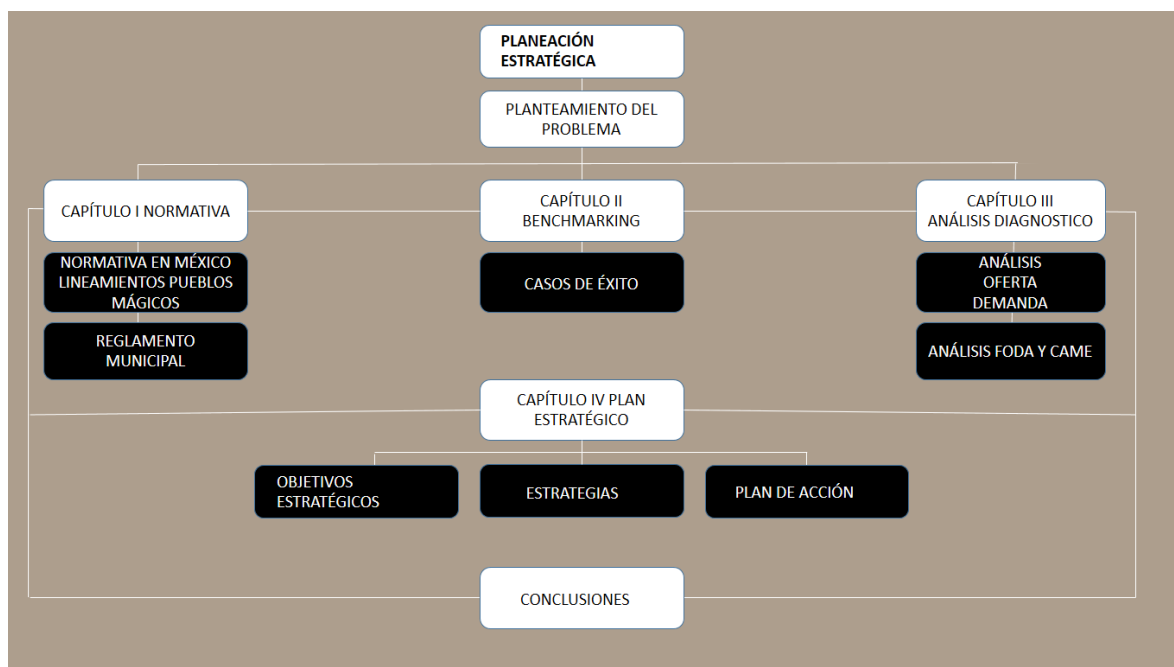 PLANEACIÓN
ESTRATÉGICA
PLANTEAMIENTO DEL
PROBLEMA
CAPÍTULO I NORMATIVA
CAPÍTULO II
BENCHMARKING
CAPÍTULO III
ANÁLISIS DIAGNOSTICO
NORMATIVA EN MÉXICO
LINEAMIENTOS PUEBLOS
MÁGICOS
CASOS DE ÉXITO
ANÁLISIS
OFERTA
DEMANDA
REGLAMENTO
MUNICIPAL
ANÁLISIS FODA Y CAME
CAPÍTULO IV PLAN
ESTRATÉGICO
OBJETIVOS
ESTRATÉGICOS
ESTRATEGIAS
PLAN DE ACCIÓN
CONCLUSIONES